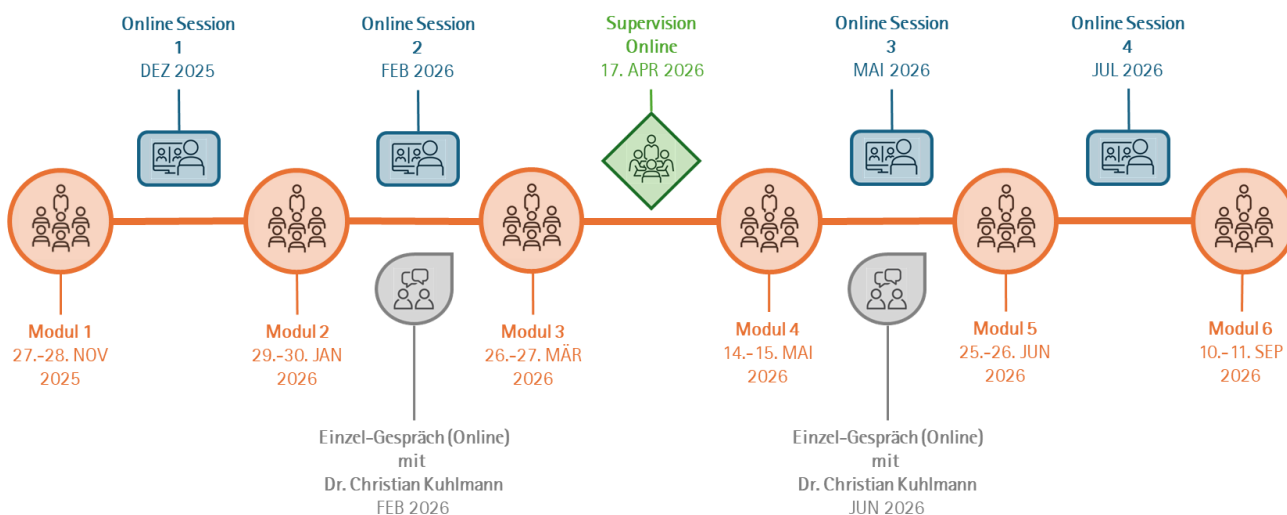 Online Session
1
DEZ 2025
Online Session
2
FEB 2026
Supervision
Online
17. APR 2026
Online Session
3
MAI 2026
Online Session
4
JUL 2026
Modul 1
27.-28. NOV
2025
Modul 2
29.-30. JAN
2026
Modul 3
26.-27. MÄR
2026
Modul 4
14.-15. MAI
2026
Modul 5
25.-26. JUN
2026
Modul 6
10.-11. SEP
2026
Einzel-Gespräch (Online)
mit
Dr. Christian Kuhlmann
FEB 2026
Einzel-Gespräch (Online)
mit
Dr. Christian Kuhlmann
JUN 2026